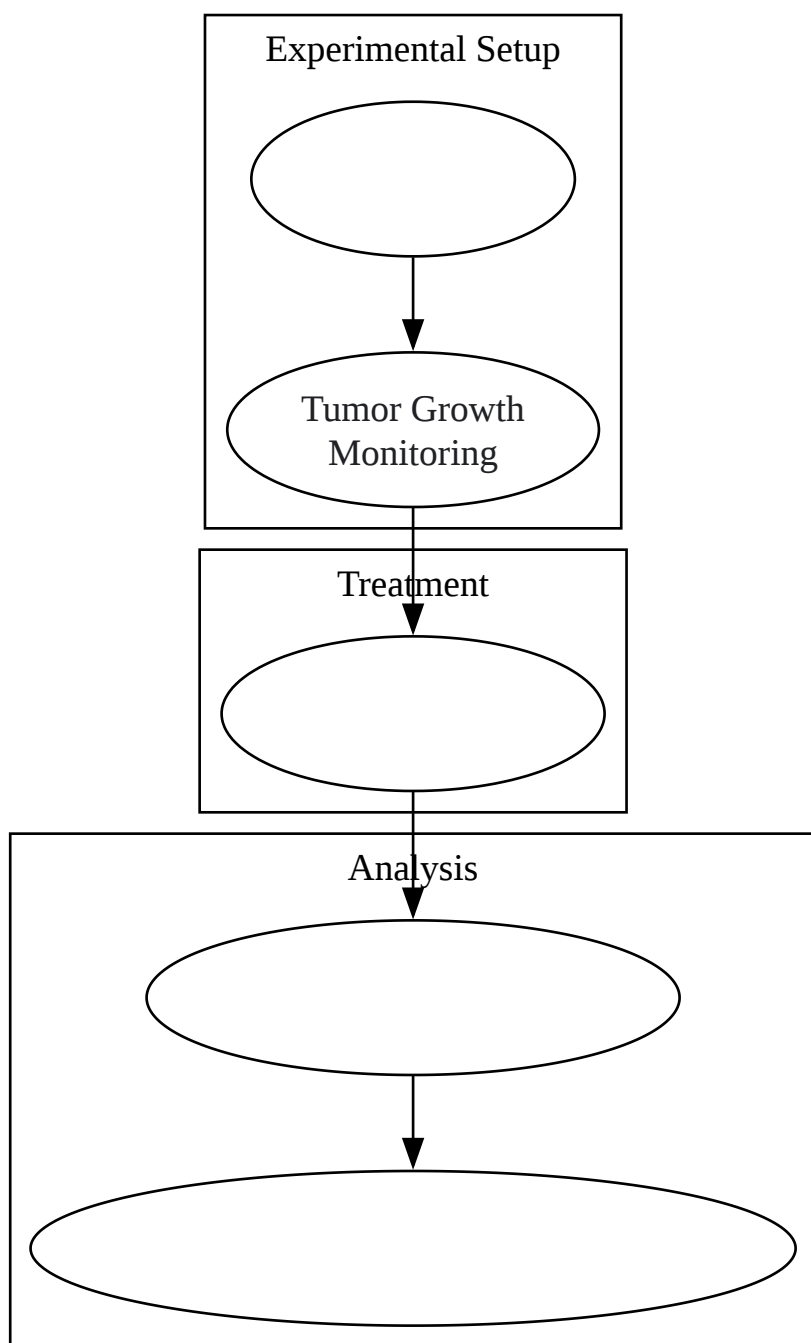 Experimental Setup
Tumor Growth
Monitoring
Treatment
Analysis